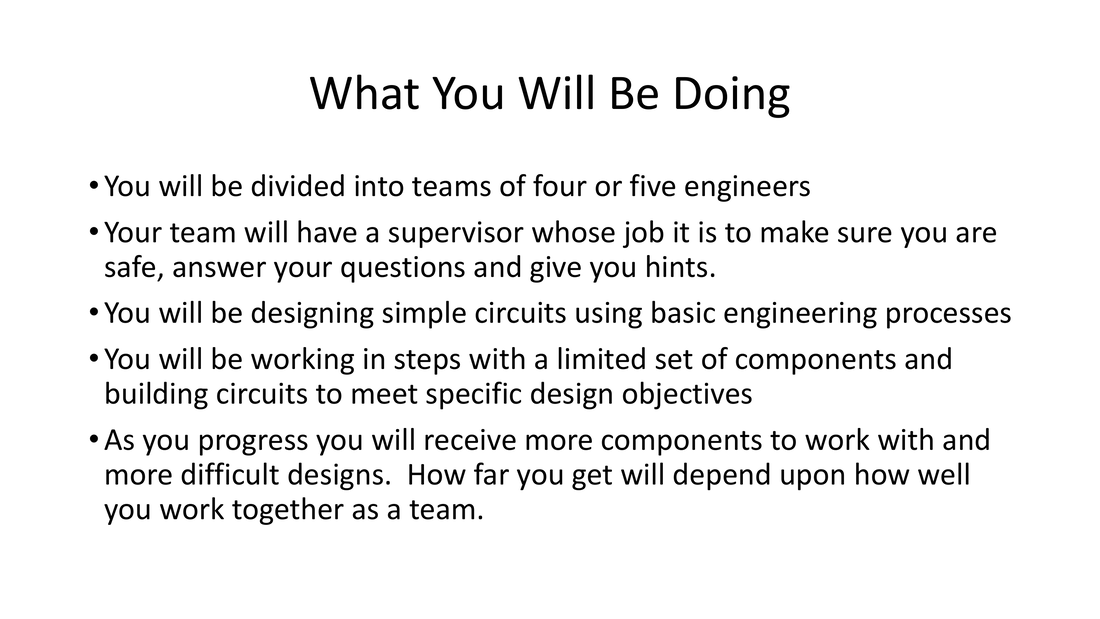 What You Will Be Doing
• You will be divided into teams of four or five engineers
• Your team will have a supervisor whose job it is to make sure you are
safe, answer your questions and give you hints.
• You will be designing simple circuits using basic engineering processes
• You will be working in steps with a limited set of components and
building circuits to meet specific design objectives
• As you progress you will receive more components to work with and
more difficult designs.  How far you get will depend upon how well
you work together as a team.